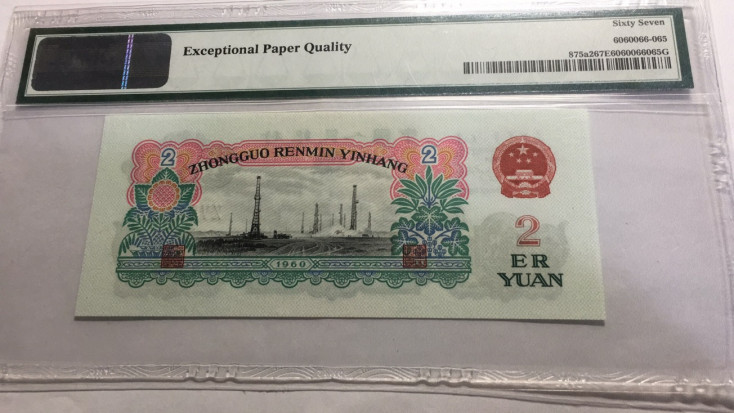 Sixty Seven
Exceptional Paper Quality
6060066-065
875a267E6060066065G
2 2
ZHONGGUO RENMIN YINHANG
2
ER
YUAN
1960